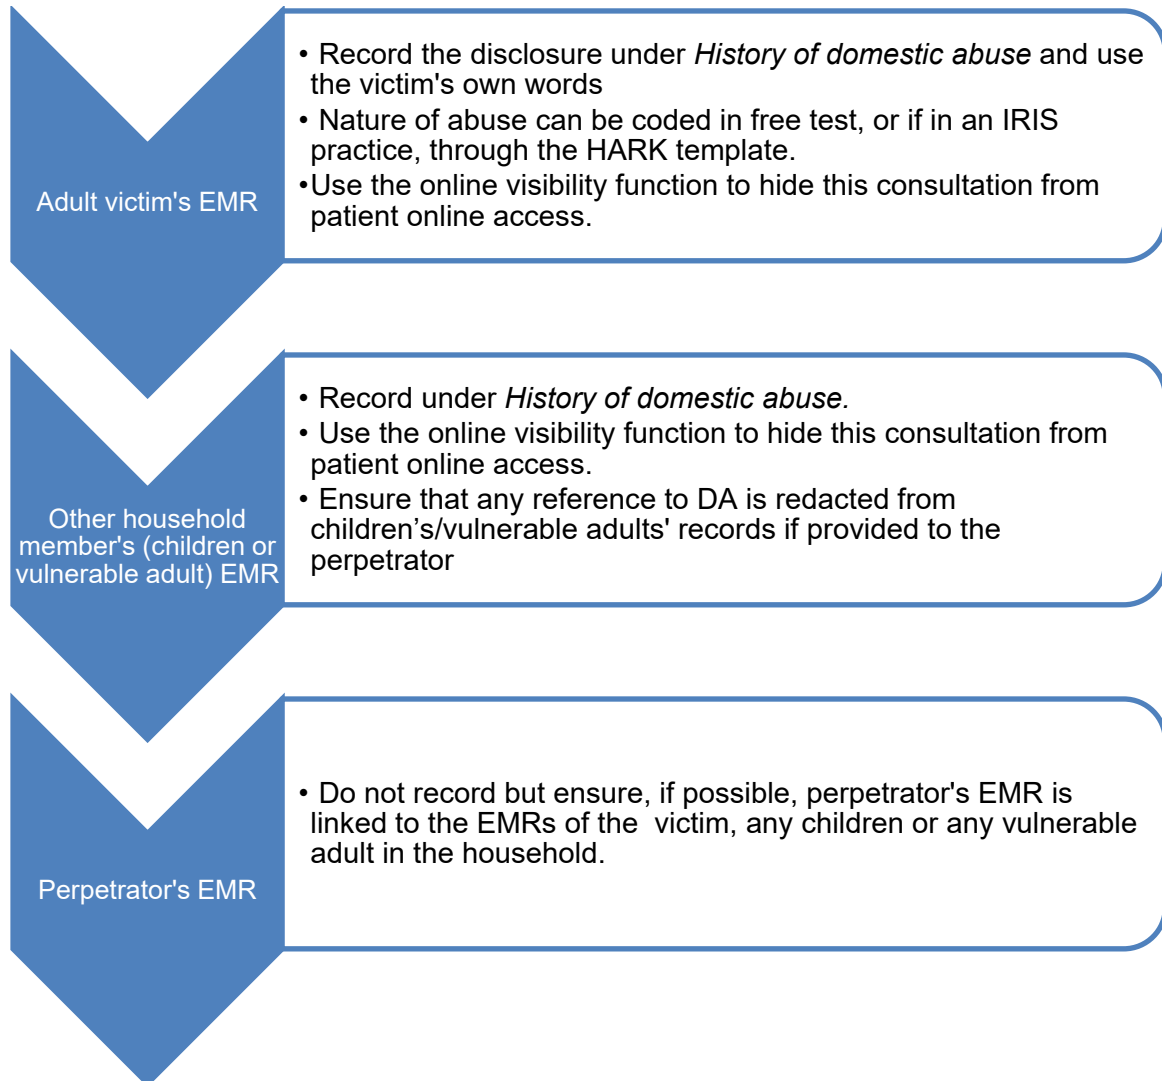 Adult victim's EMR
• Record the disclosure under History of domestic abuse and use
the victim's own words
• Nature of abuse can be coded in free test, or if in an IRIS
practice, through the HARK template.
•Use the online visibility function to hide this consultation from
patient online access.
Other household
member's (children or
vulnerable adult) EMR
• Record under History of domestic abuse.
• Use the online visibility function to hide this consultation from
patient online access.
• Ensure that any reference to DA is redacted from
children’s/vulnerable adults' records if provided to the
perpetrator
Perpetrator's EMR
• Do not record but ensure, if possible, perpetrator's EMR is
linked to the EMRs of the  victim, any children or any vulnerable
adult in the household.